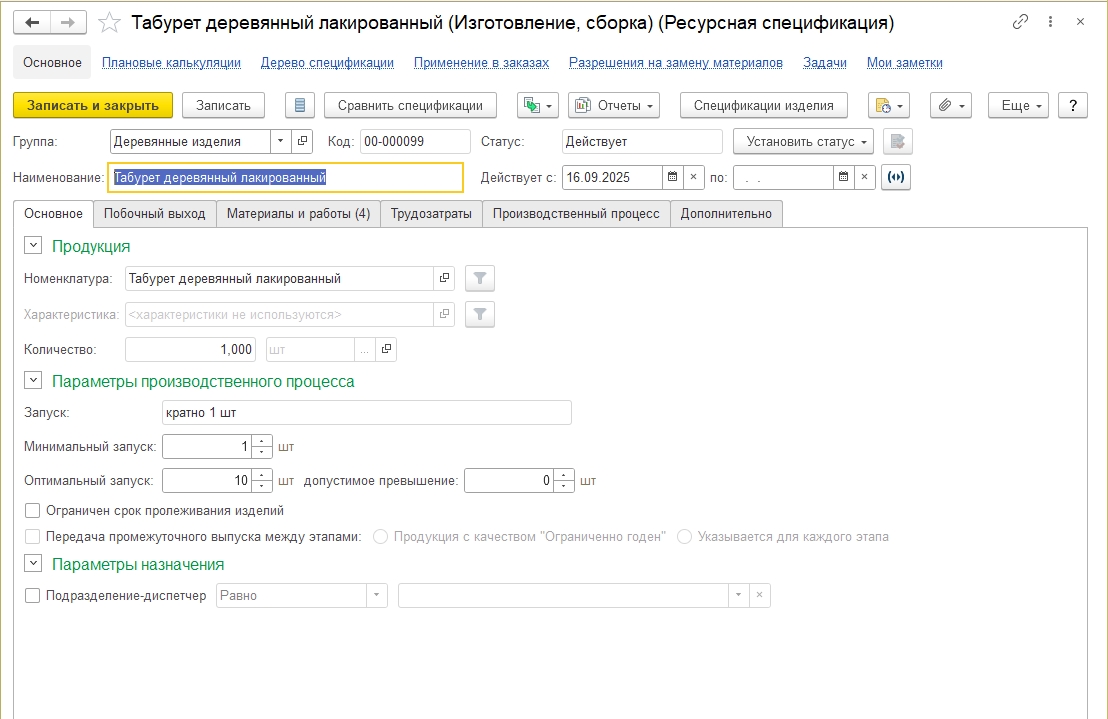 Табурет деревянный лакированный (Изготовление, сборка) (Ресурсная спецификация)
Основное Плановые калькуляции Дерево спецификации Применение в заказах Разрешения на замену материалов Задачи Мои заметки
Записать и закрыть Записать Сравнить спецификации Отчеты Спецификации изделия Еще ?
Группа: Деревянные изделия Код: 00-000099 Статус: Действует Установить статус
Наименование: Табурет деревянный лакированный Действует с: 16.09.2025 × по: . . ×
Основное Побочный выход Материалы и работы (4) Трудозатраты Производственный процесс Дополнительно
Продукция
Номенклатура: Табурет деревянный лакированный
Характеристика: <характеристики не используются>
Количество: 1,000 шт ...
Параметры производственного процесса
Запуск: кратно 1 шт
Минимальный запуск: 1 шт
Оптимальный запуск: 10 шт допустимое превышение: 0 шт
Ограничен срок пролеживания изделий
Передача промежуточного выпуска между этапами: Продукция с качеством "Ограниченно годен" Указывается для каждого этапа
Параметры назначения
Подразделение-диспетчер Равно ×